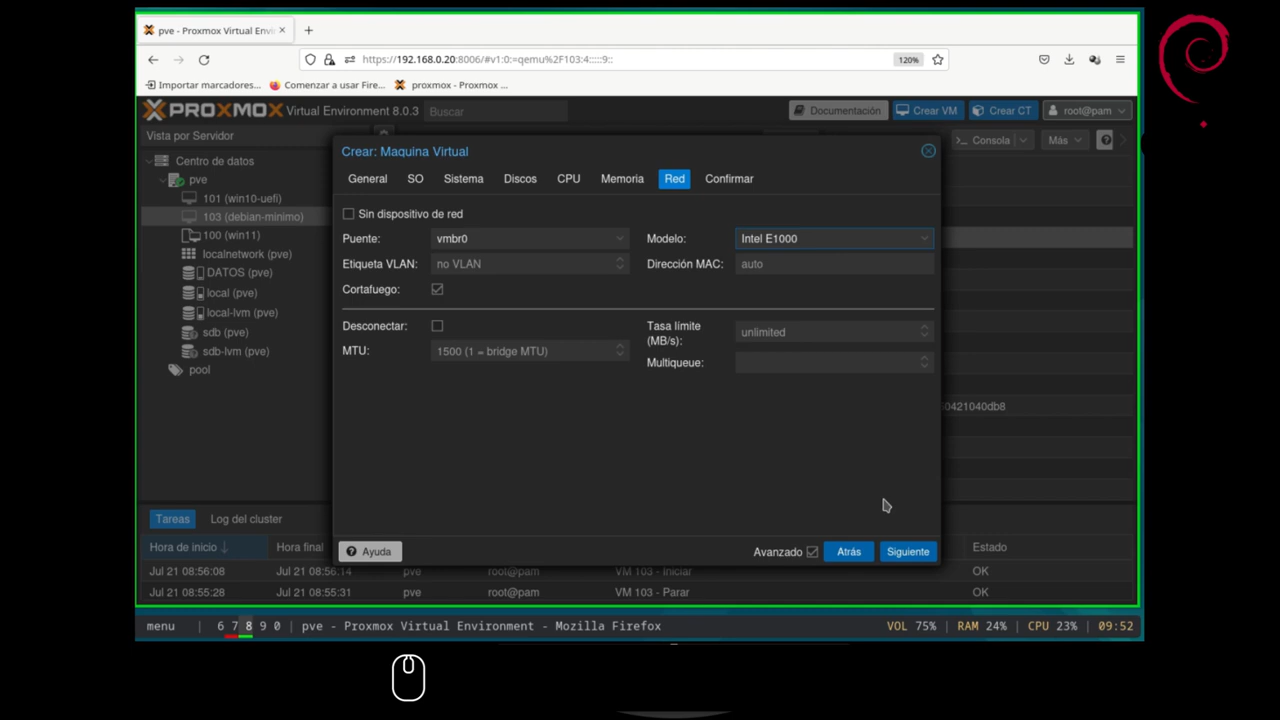 pve - Proxmox Virtual Envi
https://192.168.0.20:8006/#v1:0:=qemu%2F103:4:::::9::
120%
Importar marcadores...
Comenzar a usar Fire...
proxmox - Proxmox ...
PROXMOX Virtual Environment 8.0.3
Buscar
Documentación
Crear VM
Crear CT
root@pam
Vista por Servidor
Consola
Más
Centro de datos
pve
101 (win10-uefi)
103 (debian-minimo)
100 (win11)
localnetwork (pve)
DATOS (pve)
local (pve)
local-lvm (pve)
sdb (pve)
sdb-lvm (pve)
pool
Crear: Maquina Virtual
General
SO
Sistema
Discos
CPU
Memoria
Red
Confirmar
Sin dispositivo de red
Puente: vmbr0
Modelo: Intel E1000
Etiqueta VLAN: no VLAN
Dirección MAC: auto
Cortafuego:
Desconectar:
Tasa límite
(MB/s): unlimited
MTU: 1500 (1 = bridge MTU)
Multiqueue:
50421040db8
Ayuda
Avanzado
Atrás
Siguiente
Tareas
Log del cluster
Hora de inicio
Hora final
Estado
Jul 21 08:56:08 Jul 21 08:56:14 pve root@pam VM 103 - Iniciar OK
Jul 21 08:55:28 Jul 21 08:55:31 pve root@pam VM 103 - Parar OK
menu | 6 7 8 9 0 | pve - Proxmox Virtual Environment - Mozilla Firefox
VOL 75% | RAM 24% | CPU 23% | 09:52